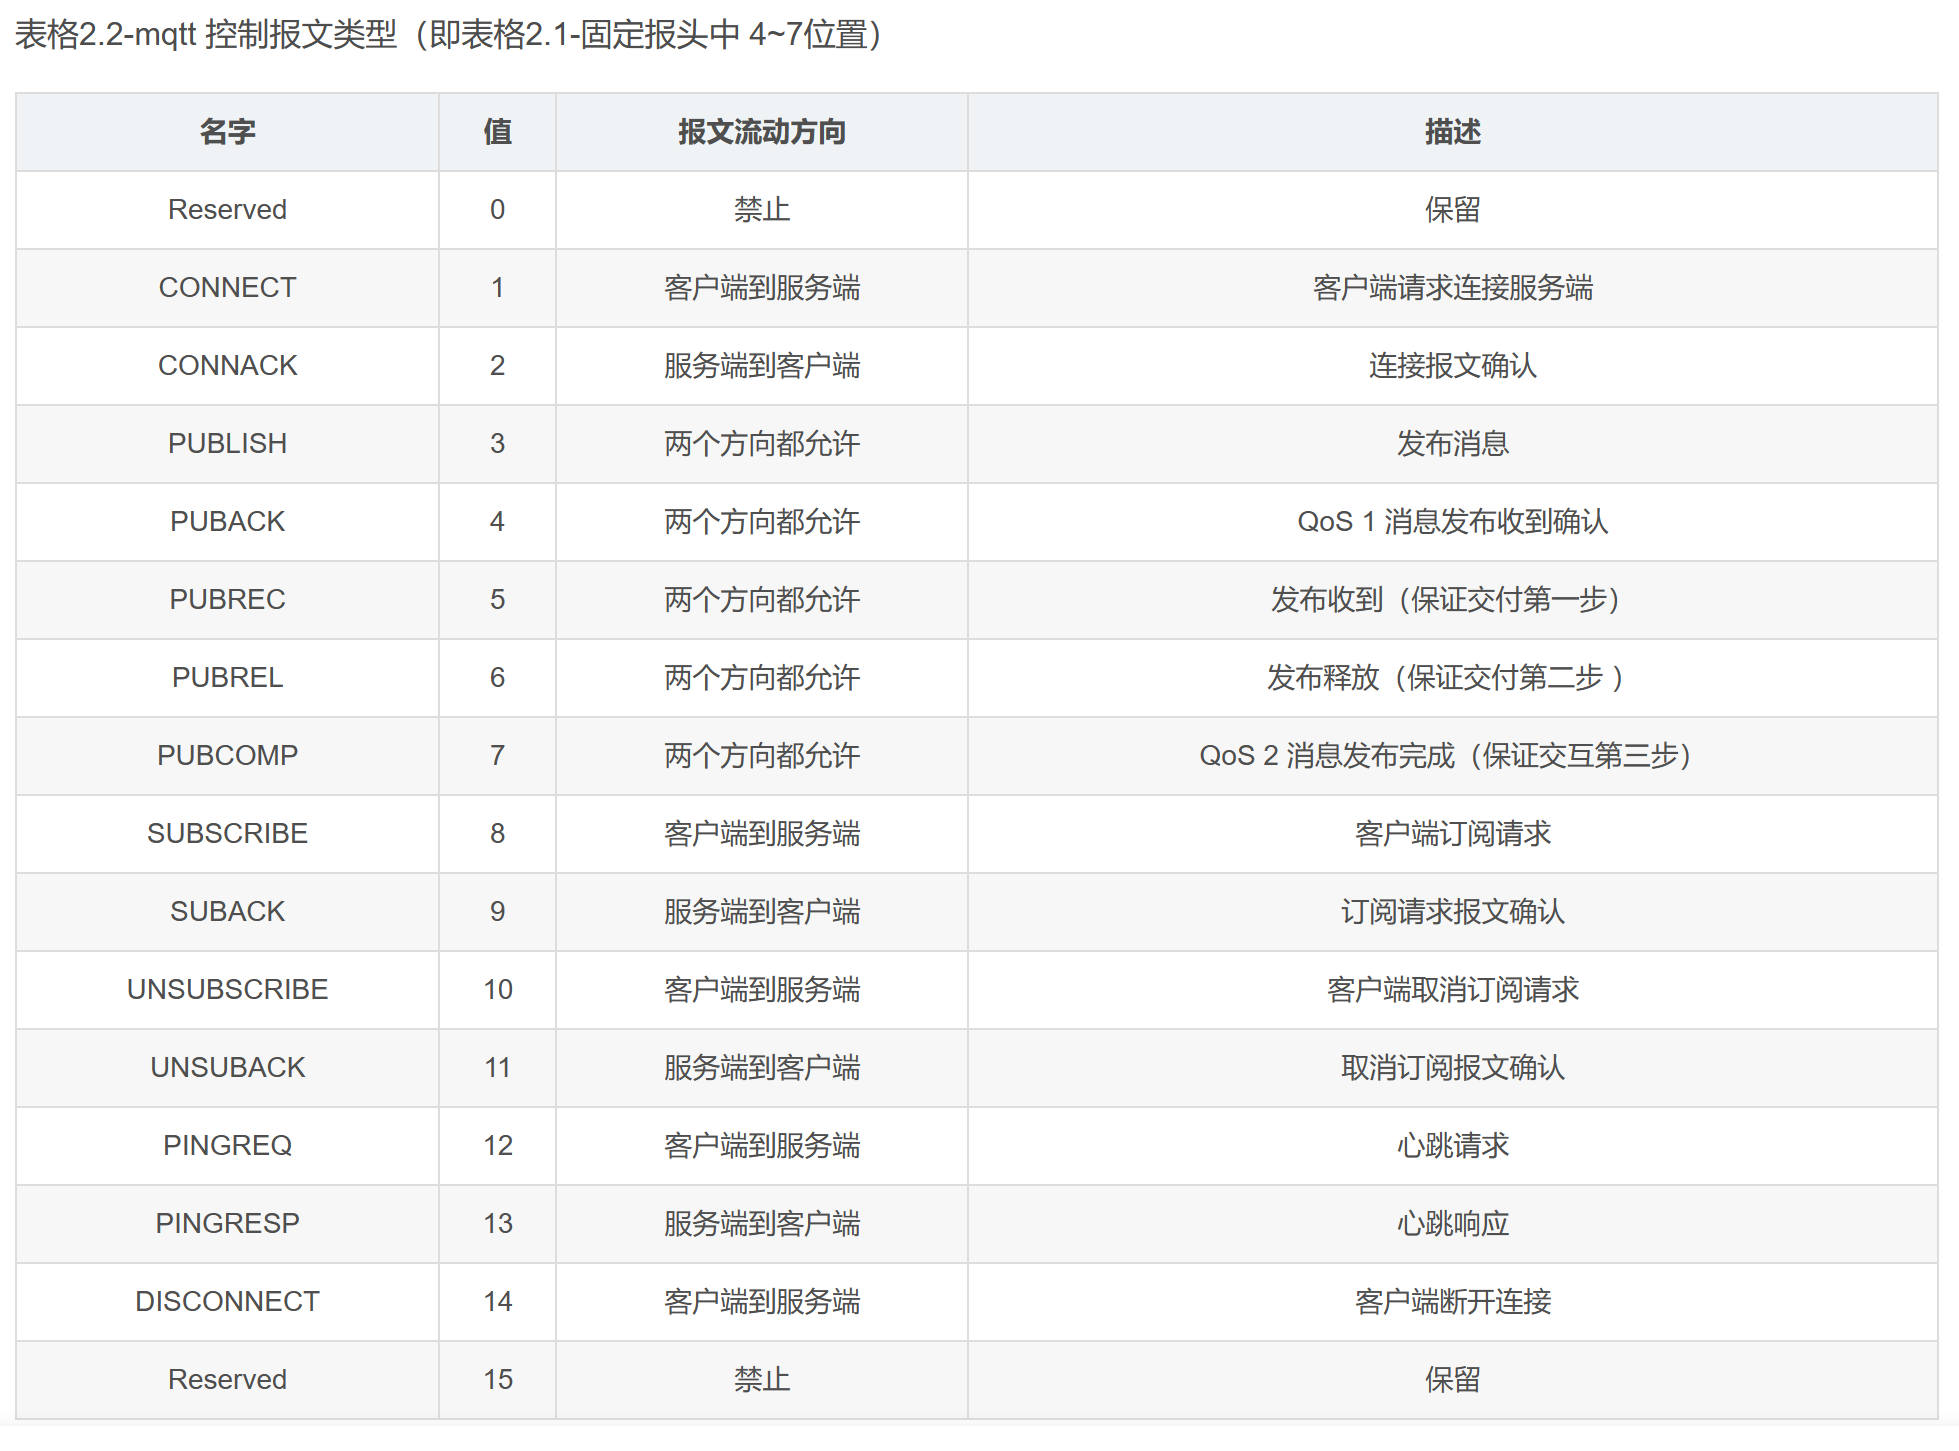 表格2.2-mqtt 控制报文类型（即表格2.1-固定报头中 4~7位置）
名字 值 报文流动方向 描述
Reserved 0 禁止 保留
CONNECT 1 客户端到服务端 客户端请求连接服务端
CONNACK 2 服务端到客户端 连接报文确认
PUBLISH 3 两个方向都允许 发布消息
PUBACK 4 两个方向都允许 QoS 1 消息发布收到确认
PUBREC 5 两个方向都允许 发布收到（保证交付第一步）
PUBREL 6 两个方向都允许 发布释放（保证交付第二步 ）
PUBCOMP 7 两个方向都允许 QoS 2 消息发布完成（保证交互第三步）
SUBSCRIBE 8 客户端到服务端 客户端订阅请求
SUBACK 9 服务端到客户端 订阅请求报文确认
UNSUBSCRIBE 10 客户端到服务端 客户端取消订阅请求
UNSUBACK 11 服务端到客户端 取消订阅报文确认
PINGREQ 12 客户端到服务端 心跳请求
PINGRESP 13 服务端到客户端 心跳响应
DISCONNECT 14 客户端到服务端 客户端断开连接
Reserved 15 禁止 保留